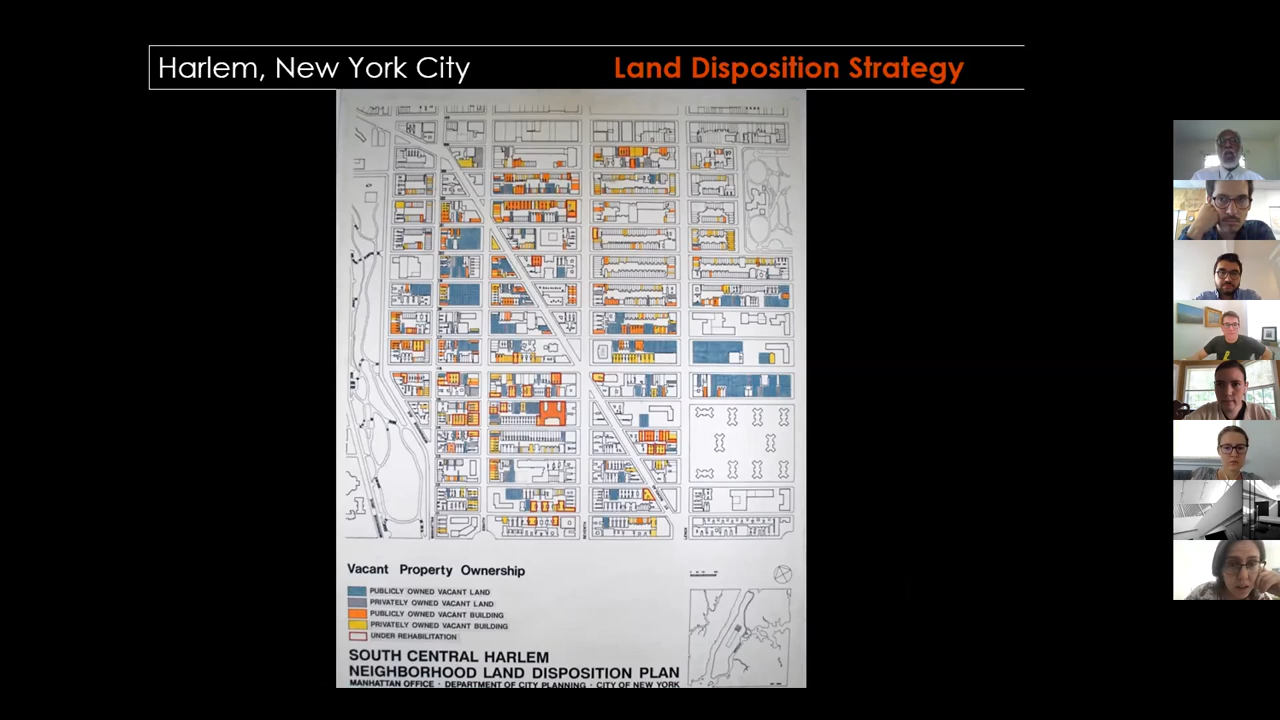 Harlem, New York City
Land Disposition Strategy
Vacant Property Ownership
PUBLICLY OWNED VACANT LAND
PRIVATELY OWNED VACANT LAND
PUBLICLY OWNED VACANT BUILDING
PRIVATELY OWNED VACANT BUILDING
UNDER REHABILITATION
SOUTH CENTRAL HARLEM
NEIGHBORHOOD LAND DISPOSITION PLAN
MANHATTAN OFFICE · DEPARTMENT OF CITY PLANNING · CITY OF NEW YORK